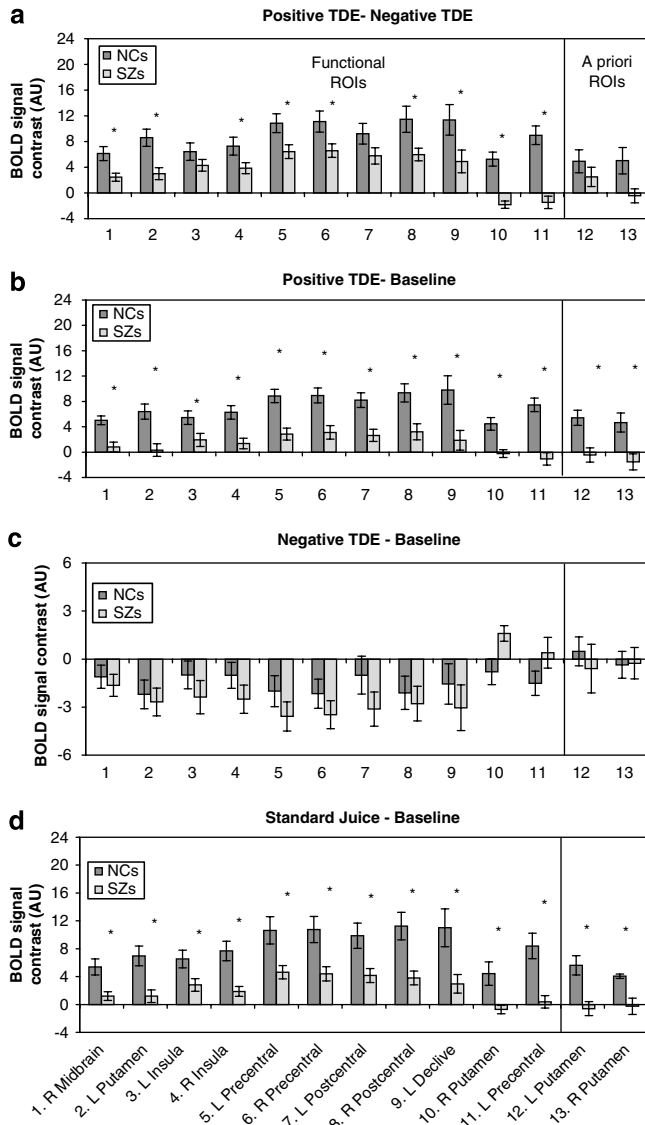 a
Positive TDE- Negative TDE
24
20
16
12
8
4
0
-4
BOLD signal
contrast (AU)
NCs
SZs
Functional
ROIs
A priori
ROIs
* * * * * * * * *
1 2 3 4 5 6 7 8 9 10 11 12 13
b
Positive TDE- Baseline
24
20
16
12
8
4
0
-4
BOLD signal
contrast (AU)
NCs
SZs
* * * * * * * * * * * * *
1 2 3 4 5 6 7 8 9 10 11 12 13
c
Negative TDE - Baseline
6
3
0
-3
-6
BOLD signal contrast (AU)
NCs
SZs
1 2 3 4 5 6 7 8 9 10 11 12 13
d
Standard Juice - Baseline
24
20
16
12
8
4
0
-4
BOLD signal
contrast (AU)
NCs
SZs
* * * * * * * * * * * * *
1. R Midbrain
2. L Putamen
3. L Insula
4. R Insula
5. L Precentral
6. R Precentral
7. L Postcentral
8. R Postcentral
9. L Declive
10. R Putamen
11. L Precentral
12. L Putamen
13. R Putamen